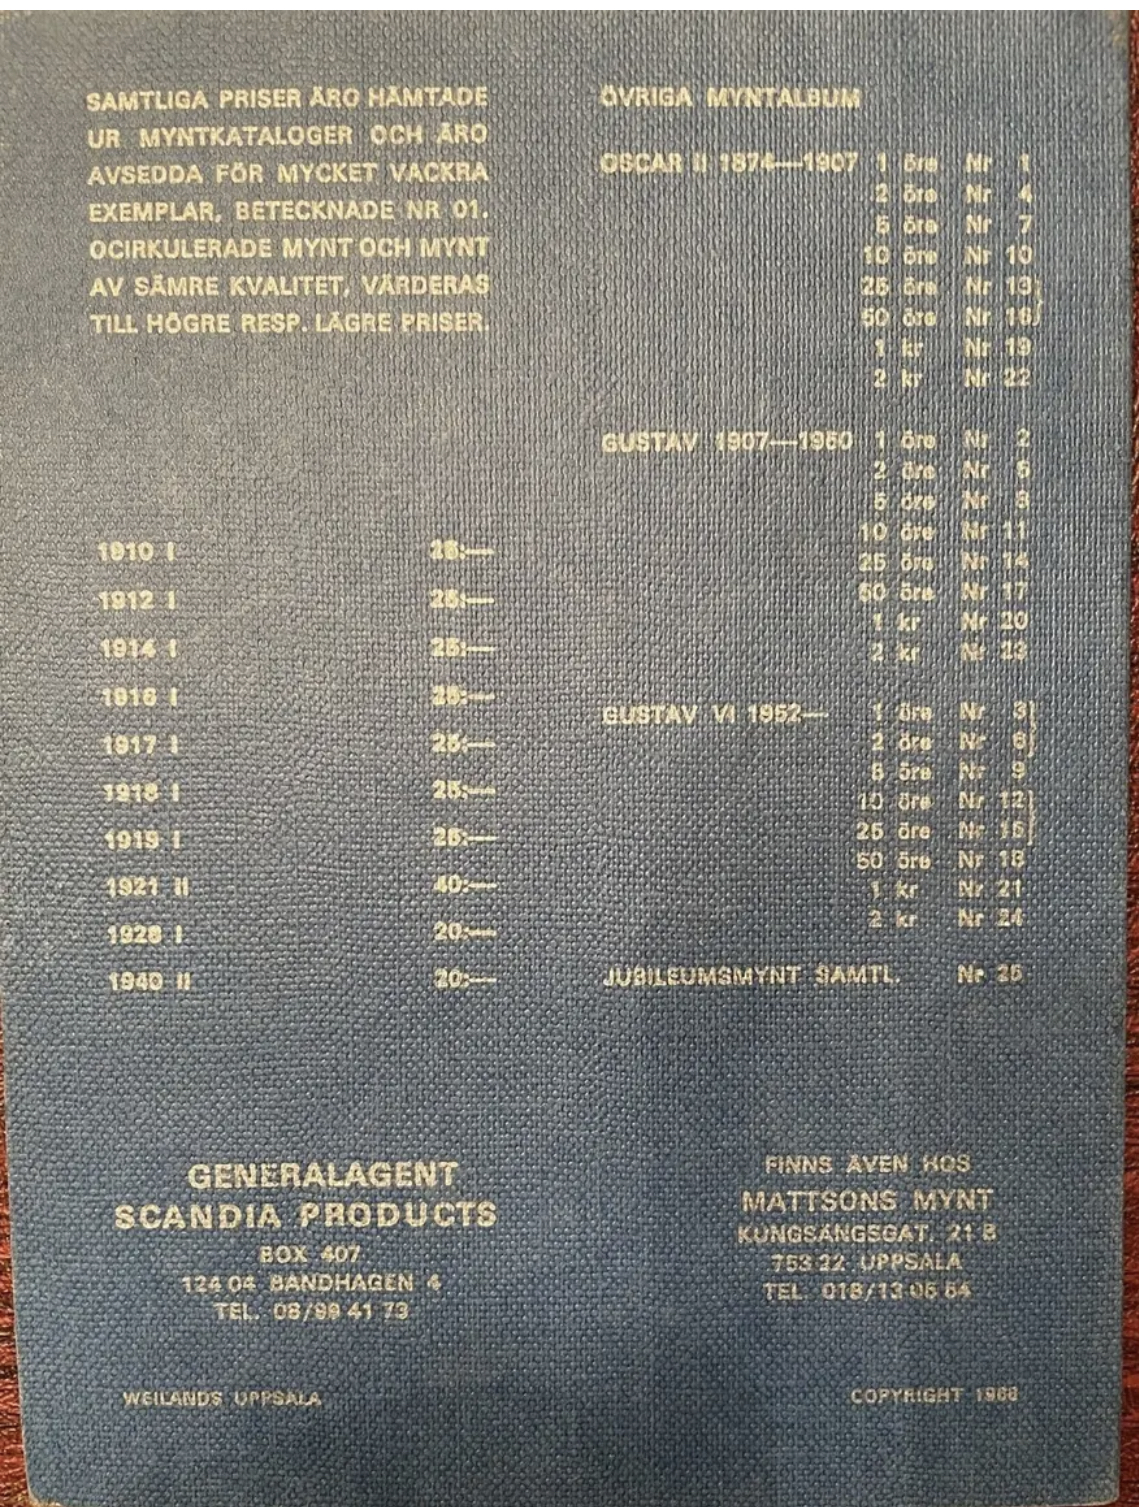 SAMTLIGA PRISER ÄRO HÄMTADE
UR MYNTKATALOGER OCH ÄRO
AVSEDDA FÖR MYCKET VACKRA
EXEMPLAR, BETECKNADE NR 01.
OCIRKULERADE MYNT OCH MYNT
AV SÄMRE KVALITET, VÄRDERAS
TILL HÖGRE RESP. LÄGRE PRISER.
1910 I
1912 I 25:—
1914 I 25:—
1916 I 25:—
1917 I 25:—
1918 I 25:—
1919 I 25:—
1921 II 40:—
1928 I 20:—
1940 II 20:—
GENERALAGENT
SCANDIA PRODUCTS
BOX 407
124 04 BANDHAGEN 4
TEL. 08/99 41 73
WEILANDS UPPSALA
ÖVRIGA MYNTALBUM
OSCAR II 1874—1907 1 öre Nr 1
2 öre Nr 4
5 öre Nr 7
10 öre Nr 10
25 öre Nr 13}
50 öre Nr 16}
1 kr Nr 19
2 kr Nr 22
GUSTAV 1907—1950 1 öre Nr 2
2 öre Nr 5
5 öre Nr 8
10 öre Nr 11
25 öre Nr 14
50 öre Nr 17
1 kr Nr 20
2 kr Nr 23
GUSTAV VI 1952— 1 öre Nr 3}
2 öre Nr 6}
5 öre Nr 9
10 öre Nr 12}
25 öre Nr 15}
50 öre Nr 18
1 kr Nr 21
2 kr Nr 24
JUBILEUMSMYNT SAMTL. Nr 25
FINNS ÄVEN HOS
MATTSONS MYNT
KUNGSÄNGSGAT. 21 B
753 22 UPPSALA
TEL. 018/13 05 54
COPYRIGHT